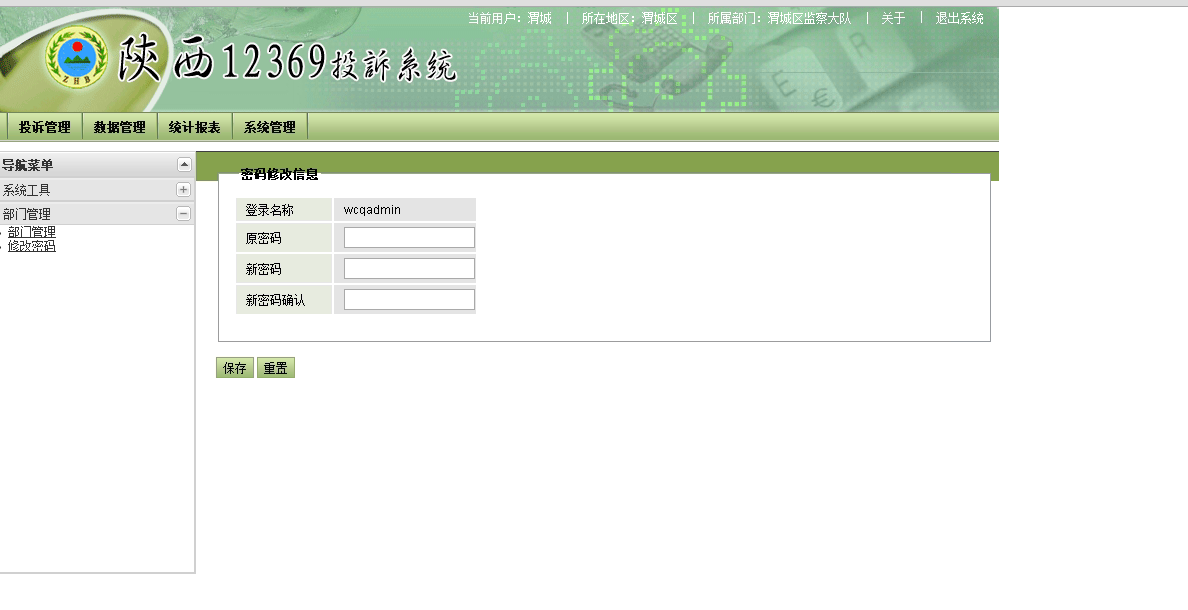 当前用户：渭城 | 所在地区：渭城区 | 所属部门：渭城区监察大队 | 关于 | 退出系统
陕西12369投訴系统
ZHB
投诉管理 数据管理 统计报表 系统管理
导航菜单
系统工具
部门管理
部门管理
修改密码
密码修改信息
登录名称 wcqadmin
原密码
新密码
新密码确认
保存 重置